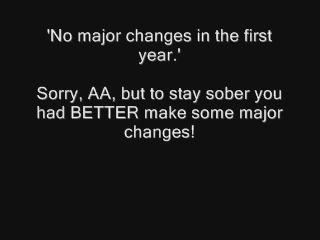 'No major changes in the first
year.'
Sorry, AA, but to stay sober you
had BETTER make some major
changes!